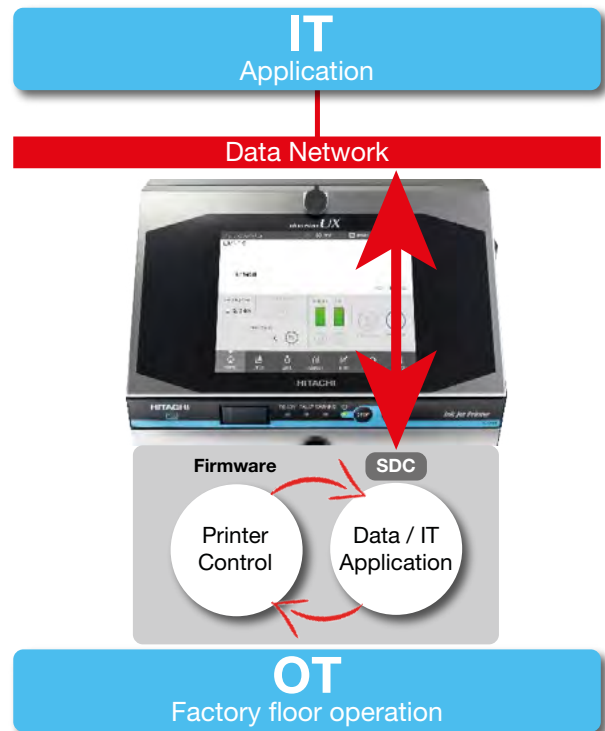 IT
Application
Data Network
UX
HITACHI
HITACHI
STOP
Ink Jet Printer
Firmware
SDC
Printer
Control
Data / IT
Application
OT
Factory floor operation